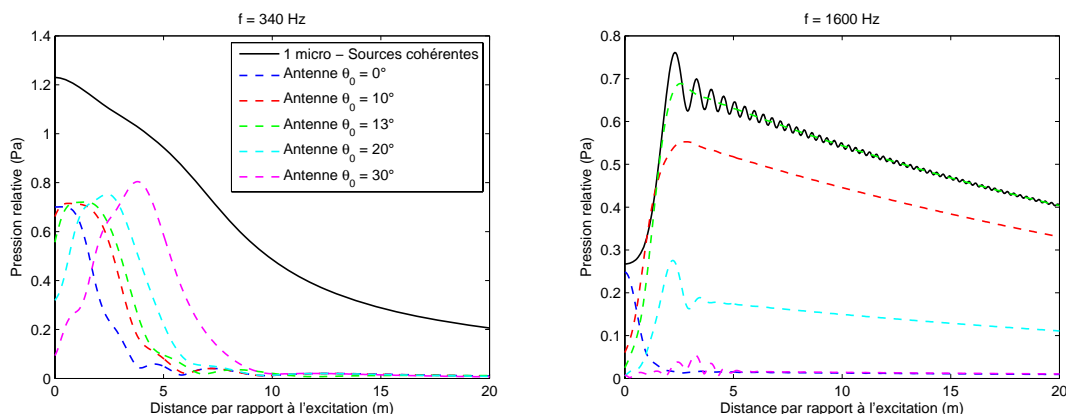 f = 340 Hz
1.4
1.2
1
0.8
0.6
0.4
0.2
0
Pression relative (Pa)
1 micro − Sources cohérentes
Antenne θ0 = 0°
Antenne θ0 = 10°
Antenne θ0 = 13°
Antenne θ0 = 20°
Antenne θ0 = 30°
0 5 10 15 20
Distance par rapport à l'excitation (m)
f = 1600 Hz
0.8
0.7
0.6
0.5
0.4
0.3
0.2
0.1
0
Pression relative (Pa)
0 5 10 15 20
Distance par rapport à l'excitation (m)